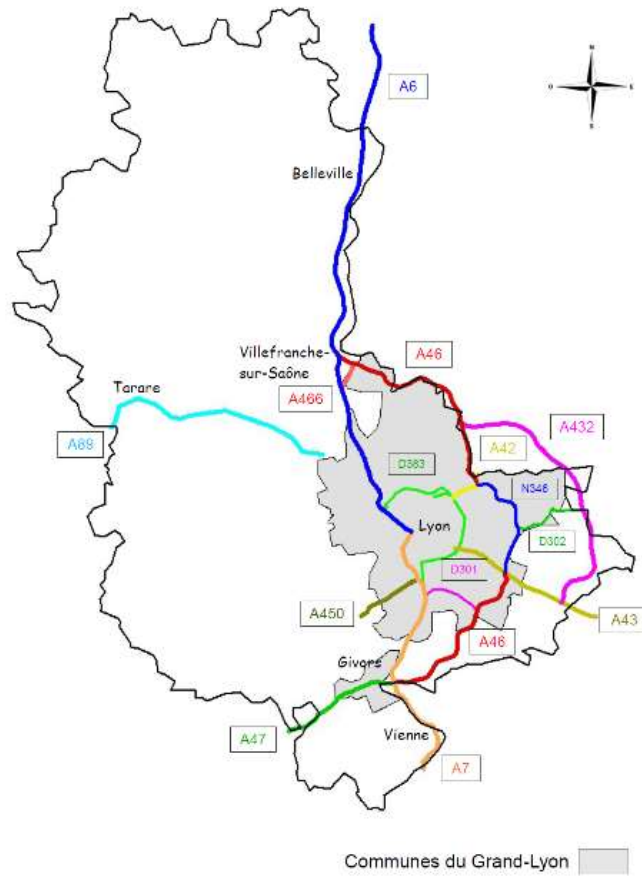 N
O
E
S
A6
Belleville
Villefranche-
sur-Saône
A46
A466
Tarare
A89
A432
A42
D383
N346
Lyon
D302
D301
A450
A43
A46
Givors
A47
Vienne
A7
Communes du Grand-Lyon